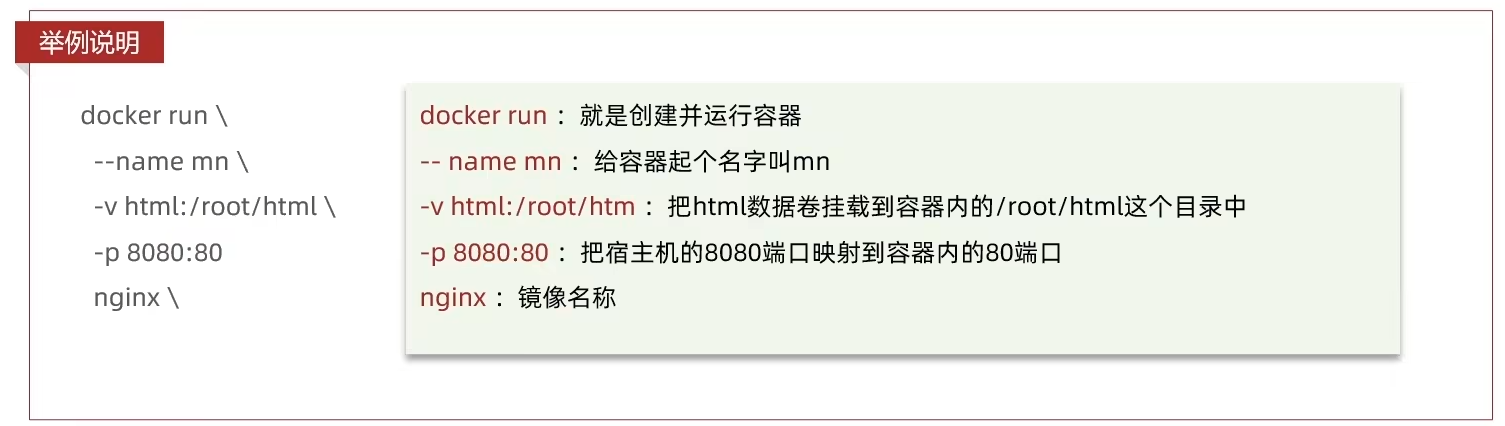 举例说明
docker run \
--name mn \
-v html:/root/html \
-p 8080:80
nginx \
docker run ：就是创建并运行容器
-- name mn ：给容器起个名字叫mn
-v html:/root/htm ：把html数据卷挂载到容器内的/root/html这个目录中
-p 8080:80 ：把宿主机的8080端口映射到容器内的80端口
nginx ：镜像名称